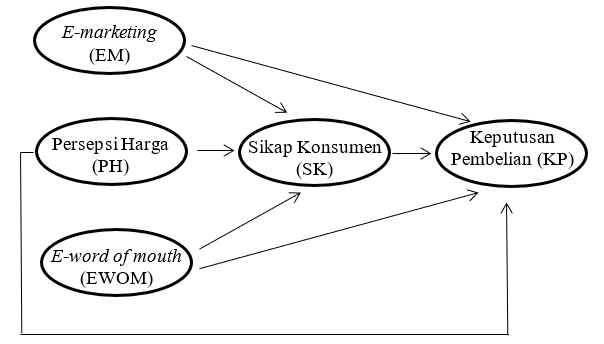 E-marketing
(EM)
Persepsi Harga
(PH)
Sikap Konsumen
(SK)
Keputusan
Pembelian (KP)
E-word of mouth
(EWOM)